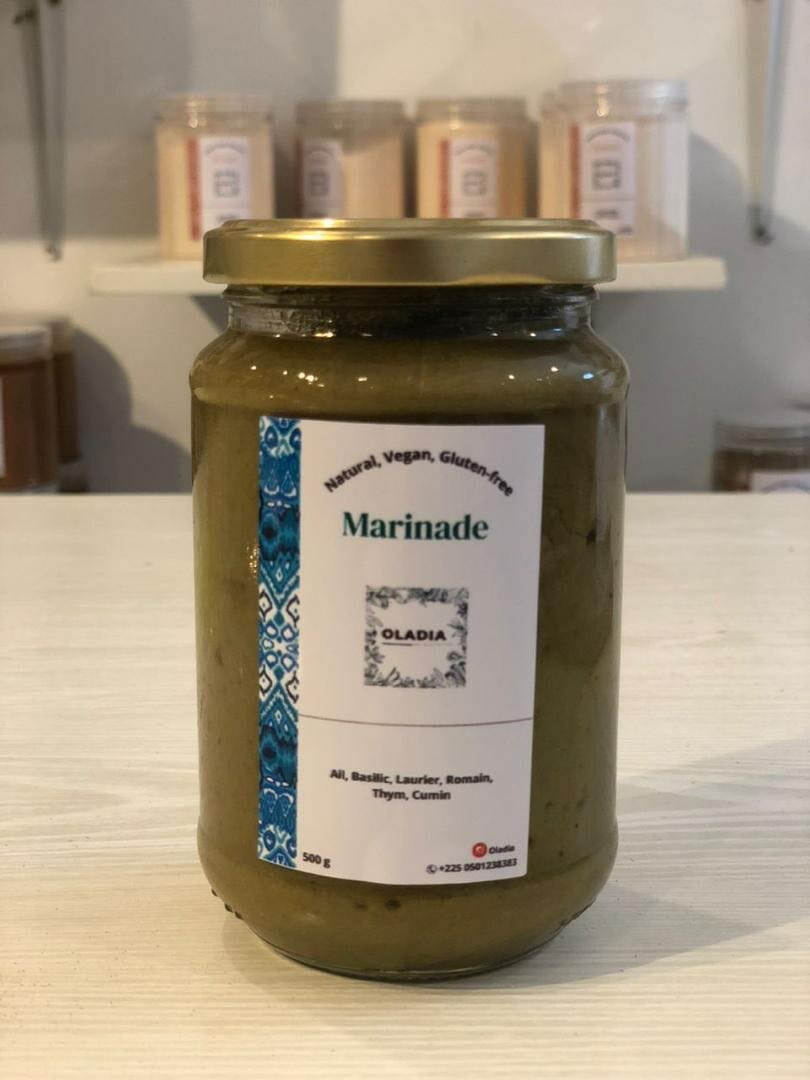 Natural, Vegan, Gluten-free
Marinade
OLADIA
Ail, Basilic, Laurier, Romain,
Thym, Cumin
500 g
Oladia
+225 0501238383